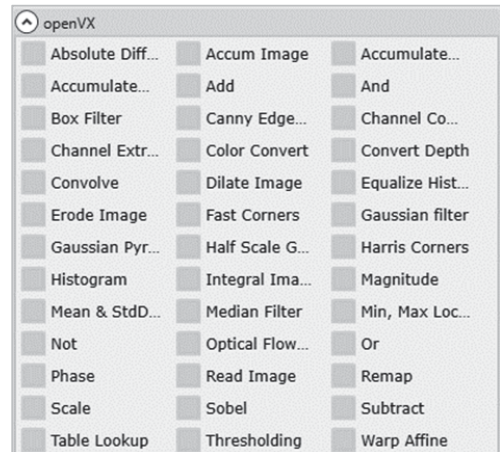 openVX
Absolute Diff... Accum Image Accumulate...
Accumulate... Add And
Box Filter Canny Edge... Channel Co...
Channel Extr... Color Convert Convert Depth
Convolve Dilate Image Equalize Hist...
Erode Image Fast Corners Gaussian filter
Gaussian Pyr... Half Scale G... Harris Corners
Histogram Integral Ima... Magnitude
Mean & StdD... Median Filter Min, Max Loc...
Not Optical Flow... Or
Phase Read Image Remap
Scale Sobel Subtract
Table Lookup Thresholding Warp Affine